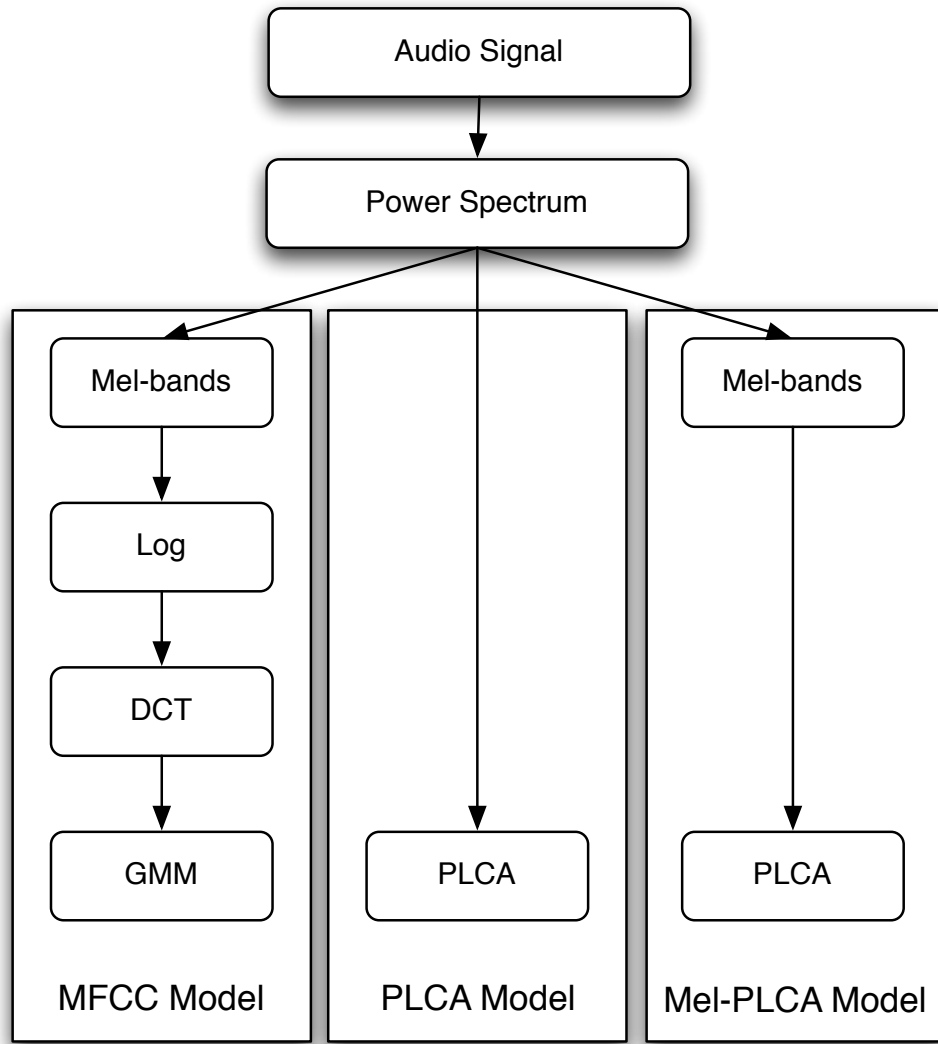 Audio Signal
Power Spectrum
Mel-bands
Log
DCT
GMM
MFCC Model
PLCA
PLCA Model
Mel-bands
PLCA
Mel-PLCA Model